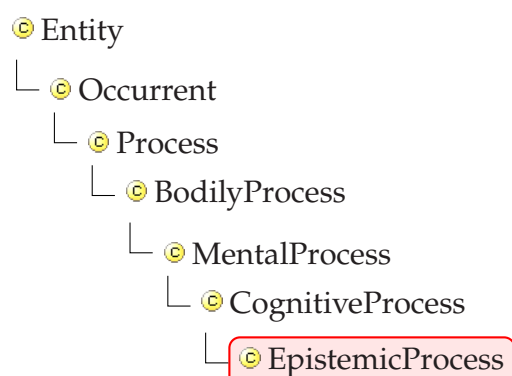 C Entity
C Occurrent
C Process
C BodilyProcess
C MentalProcess
C CognitiveProcess
C EpistemicProcess